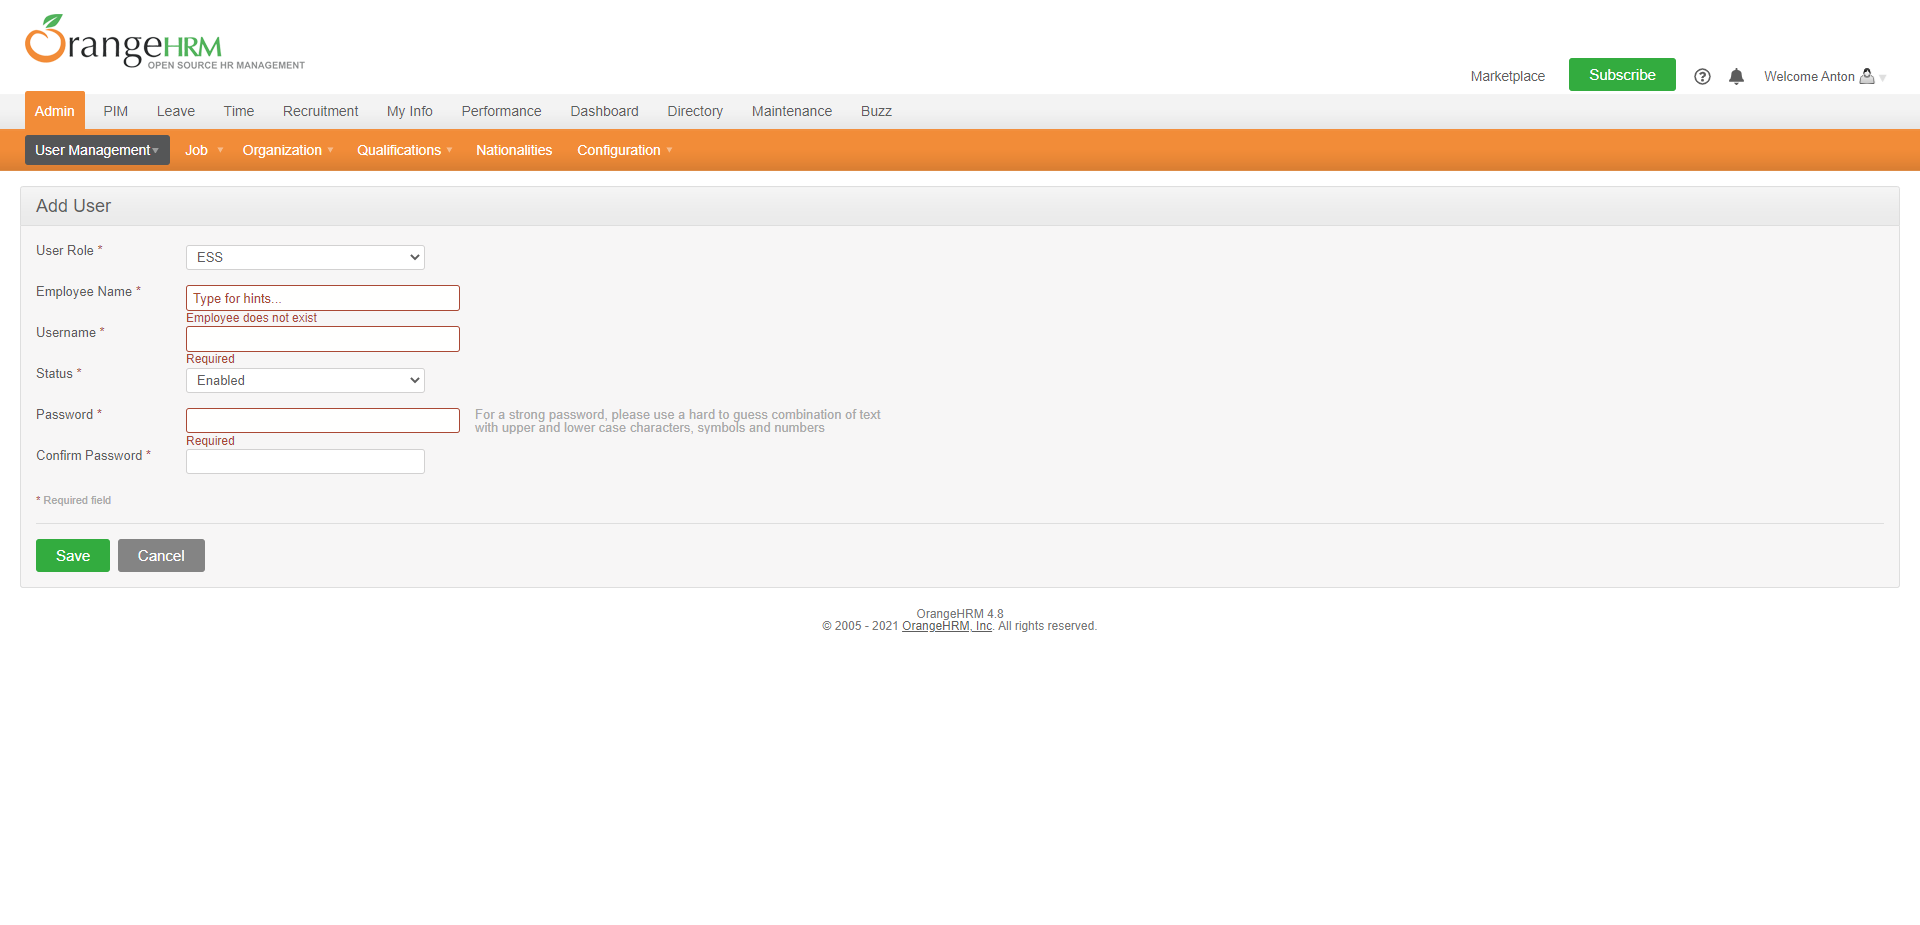 OrangeHRM
OPEN SOURCE HR MANAGEMENT
Marketplace
Subscribe
Welcome Anton
Admin
PIM
Leave
Time
Recruitment
My Info
Performance
Dashboard
Directory
Maintenance
Buzz
User Management
Job
Organization
Qualifications
Nationalities
Configuration
Add User
User Role *
ESS
Employee Name *
Type for hints...
Employee does not exist
Username *
Required
Status *
Enabled
Password *
For a strong password, please use a hard to guess combination of text
with upper and lower case characters, symbols and numbers
Required
Confirm Password *
* Required field
Save
Cancel
OrangeHRM 4.8
© 2005 - 2021 OrangeHRM, Inc. All rights reserved.